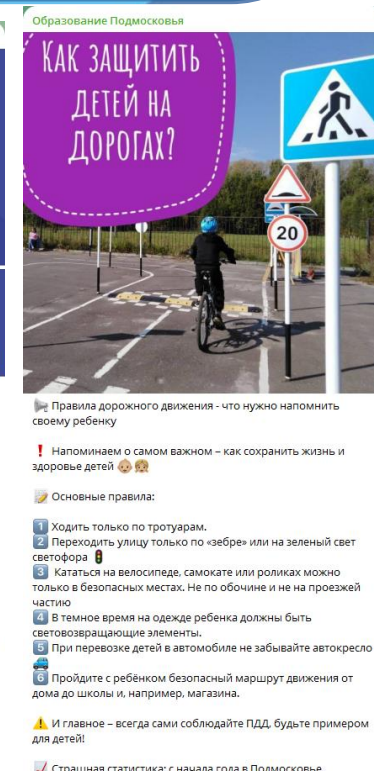 Образование Подмосковья
КАК ЗАЩИТИТЬ
ДЕТЕЙ НА
ДОРОГАХ?
20
Правила дорожного движения - что нужно напомнить
своему ребенку
❗ Напоминаем о самом важном – как сохранить жизнь и
здоровье детей
Основные правила:
1 Ходить только по тротуарам.
2 Переходить улицу только по «зебре» или на зеленый свет
светофора
3 Кататься на велосипеде, самокате или роликах можно
только в безопасных местах. Не по обочине и не на проезжей
частию
4 В темное время на одежде ребенка должны быть
световозвращающие элементы.
5 При перевозке детей в автомобиле не забывайте автокресло
6 Пройдите с ребёнком безопасный маршрут движения от
дома до школы и, например, магазина.
⚠ И главное – всегда сами соблюдайте ПДД, будьте примером
для детей!
Страшная статистика: с начала года в Подмосковье